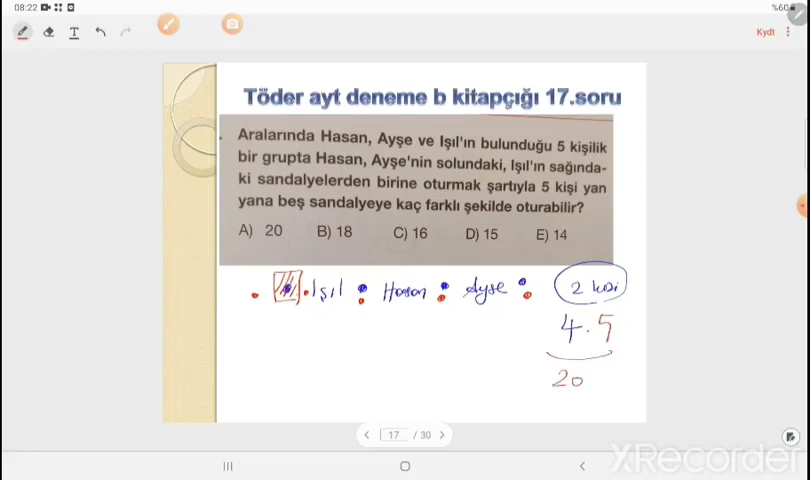 08:22
%60
T
Kydt
Töder ayt deneme b kitapçığı 17.soru
Aralarında Hasan, Ayşe ve Işıl'ın bulunduğu 5 kişilik
bir grupta Hasan, Ayşe'nin solundaki, Işıl'ın sağında-
ki sandalyelerden birine oturmak şartıyla 5 kişi yan
yana beş sandalyeye kaç farklı şekilde oturabilir?
A) 20 B) 18 C) 16 D) 15 E) 14
Işıl Hasan Ayşe 2 kişi
4.5
20
17 / 30
XRecorder